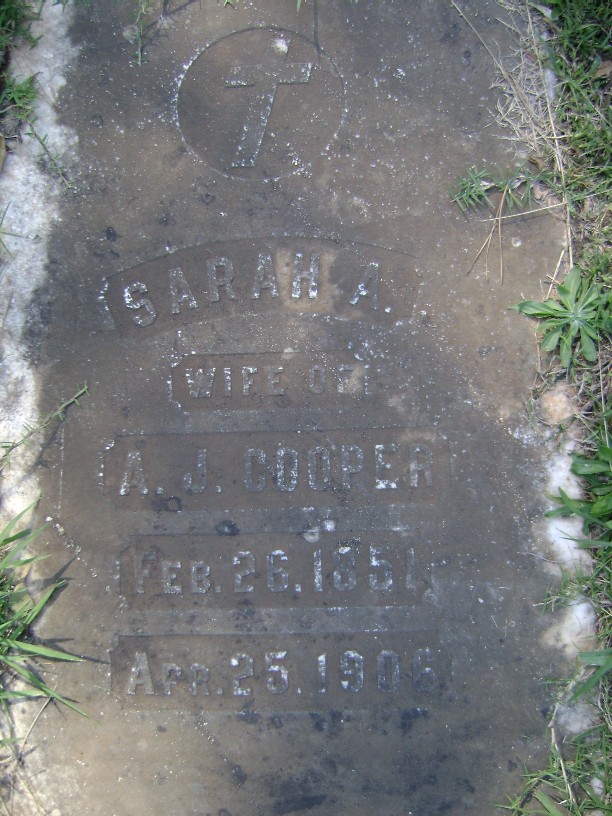 SARAH A.
WIFE OF
A. J. COOPER
FEB. 26. 1851
APR. 25. 1906